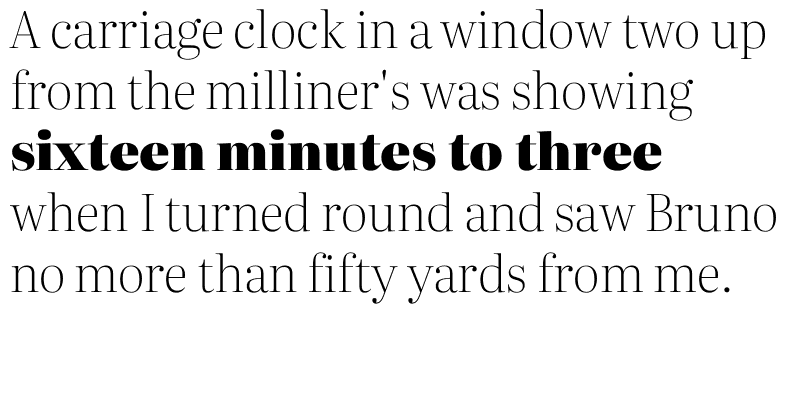 A carriage clock in a window two up
from the milliner's was showing
sixteen minutes to three
when I turned round and saw Bruno
no more than fifty yards from me.